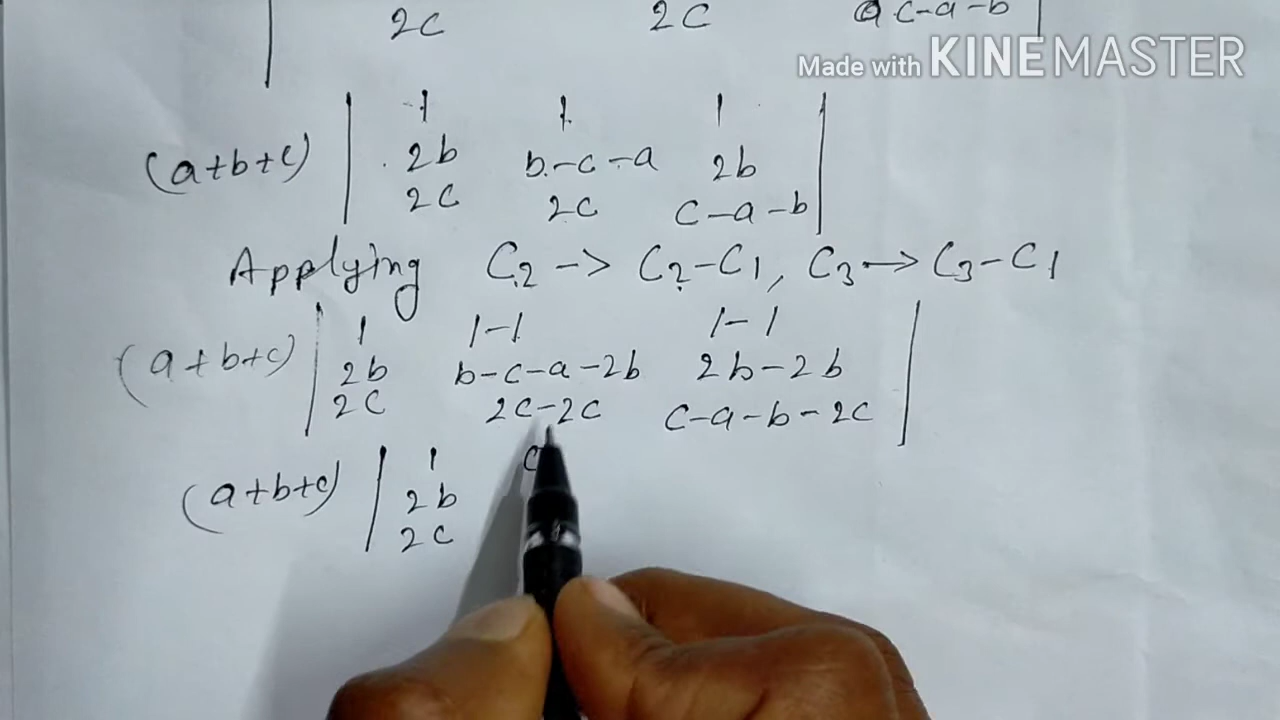 2c 2c c-a-b
Made with KINEMASTER
(a+b+c) | 1 1 1 |
2b b-c-a 2b
2c 2c c-a-b
Applying C2 -> C2-C1, C3 -> C3-C1
(a+b+c) | 1 1-1 1-1 |
2b b-c-a-2b 2b-2b
2c 2c-2c c-a-b-2c
(a+b+c) | 1
2b
2c